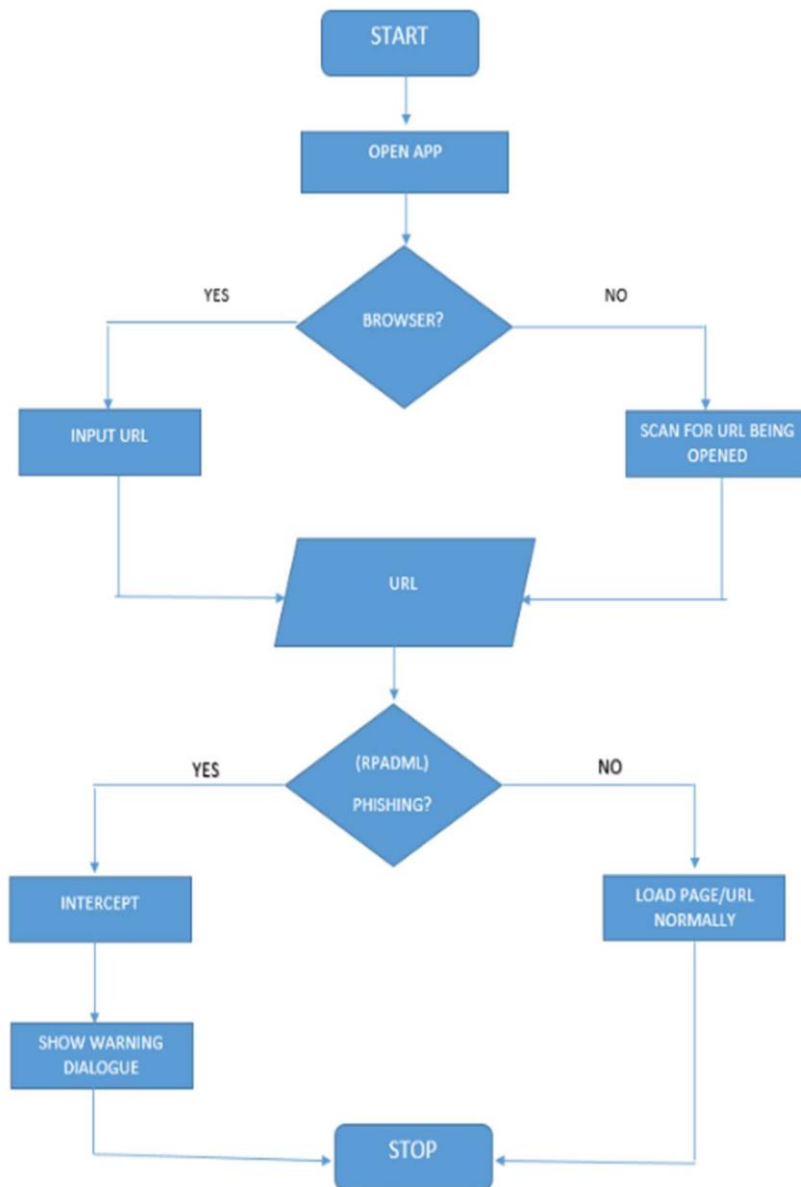 START
OPEN APP
YES
NO
BROWSER?
INPUT URL
SCAN FOR URL BEING
OPENED
URL
YES
(RPADML)
NO
PHISHING?
INTERCEPT
LOAD PAGE/URL
NORMALLY
SHOW WARNING
DIALOGUE
STOP